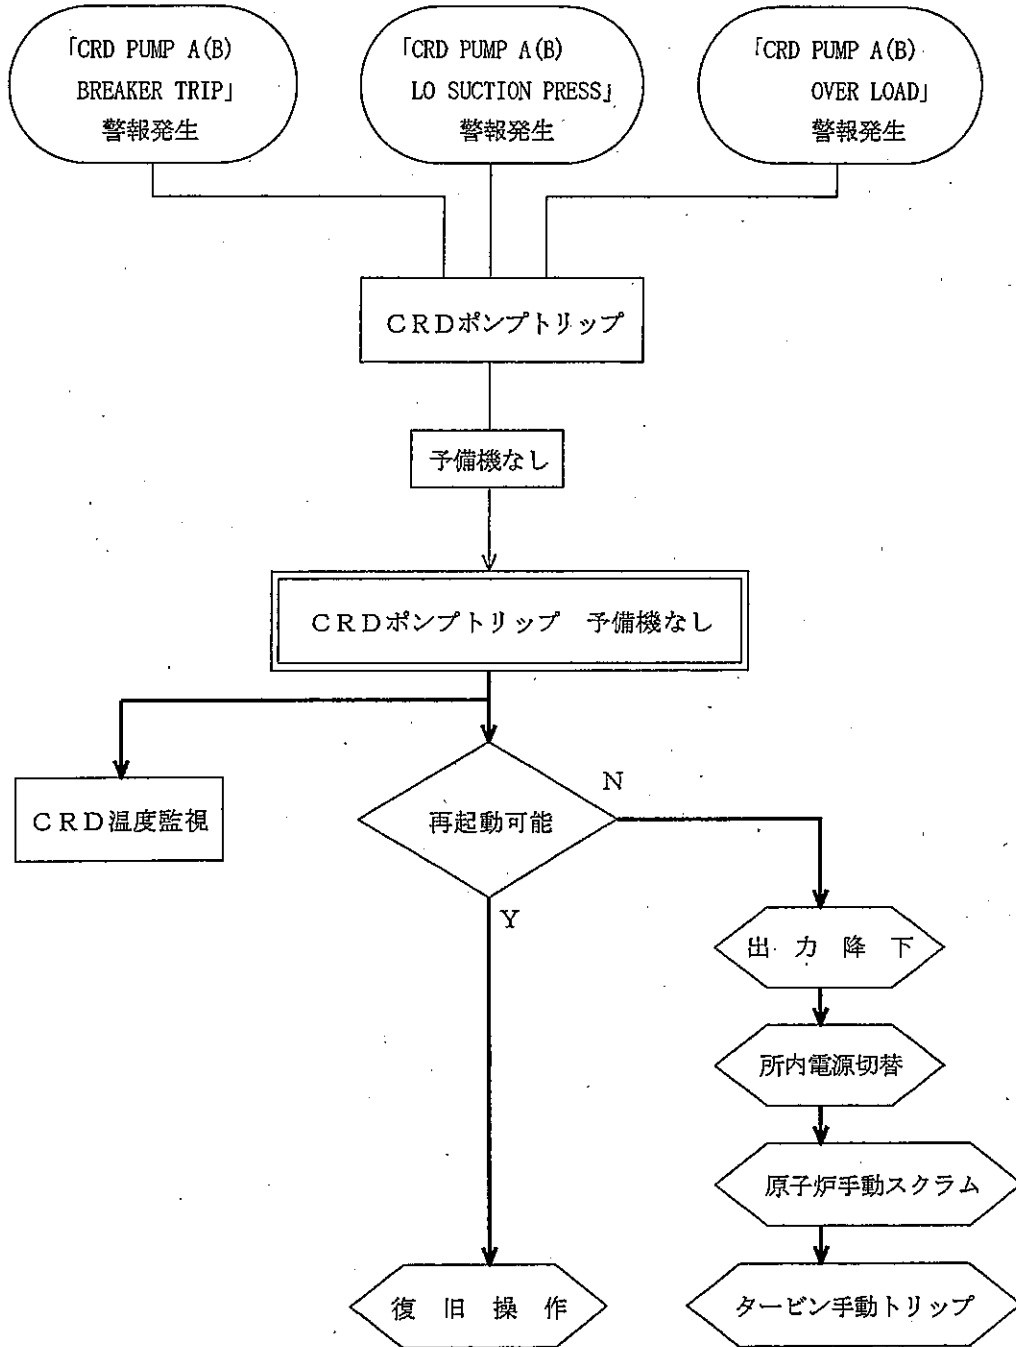 「CRD PUMP A(B)
BREAKER TRIP」
警報発生
「CRD PUMP A(B)
LO SUCTION PRESS」
警報発生
「CRD PUMP A(B)
OVER LOAD」
警報発生
CRDポンプトリップ
予備機なし
CRDポンプトリップ　予備機なし
CRD温度監視
再起動可能
N
Y
出　力　降　下
所内電源切替
原子炉手動スクラム
復　旧　操　作
タービン手動トリップ